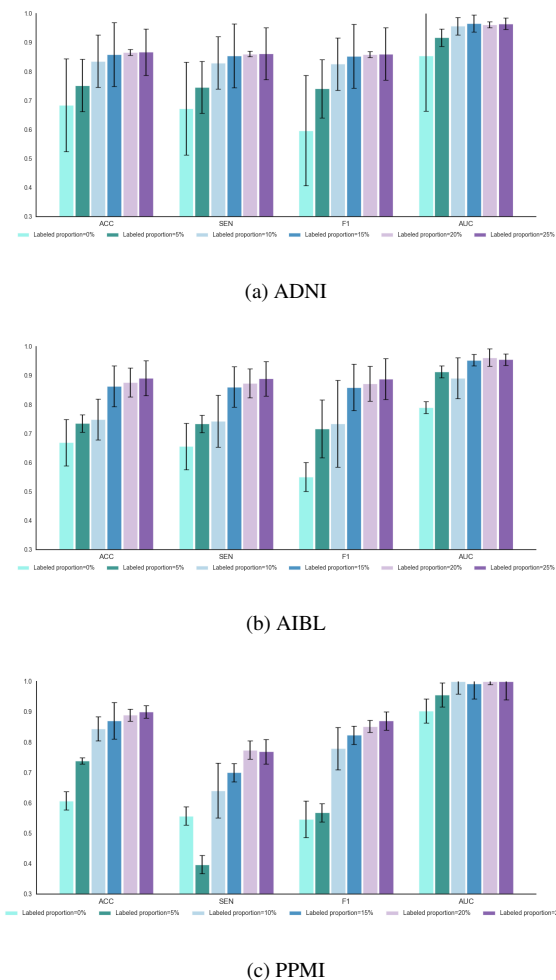 1.0
0.9
0.8
0.7
0.6
0.5
0.4
0.3
ACC SEN F1 AUC
Labeled proportion=0% Labeled proportion=5% Labeled proportion=10% Labeled proportion=15% Labeled proportion=20% Labeled proportion=25%
(a) ADNI
1.0
0.9
0.8
0.7
0.6
0.5
0.4
0.3
ACC SEN F1 AUC
Labeled proportion=0% Labeled proportion=5% Labeled proportion=10% Labeled proportion=15% Labeled proportion=20% Labeled proportion=25%
(b) AIBL
1.0
0.9
0.8
0.7
0.6
0.5
0.4
0.3
ACC SEN F1 AUC
Labeled proportion=0% Labeled proportion=5% Labeled proportion=10% Labeled proportion=15% Labeled proportion=20% Labeled proportion=
(c) PPMI